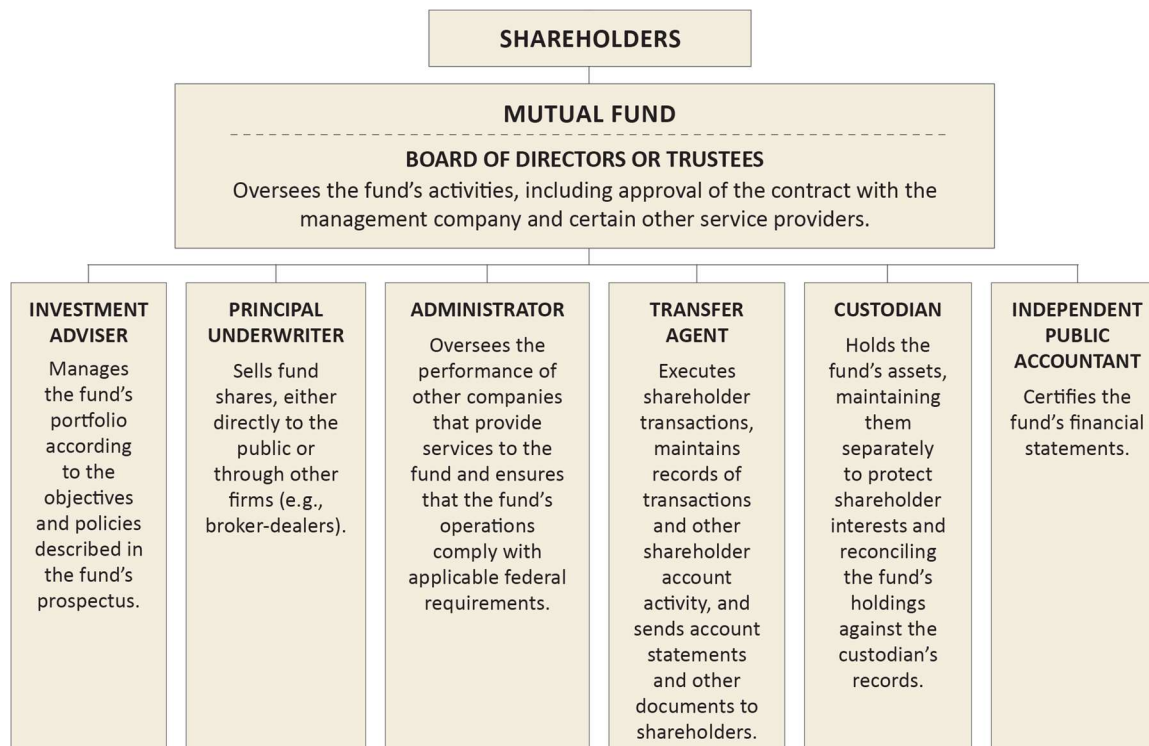 SHAREHOLDERS
MUTUAL FUND
BOARD OF DIRECTORS OR TRUSTEES
Oversees the fund’s activities, including approval of the contract with the
management company and certain other service providers.
INVESTMENT
ADVISER
Manages
the fund’s
portfolio
according
to the
objectives
and policies
described in
the fund’s
prospectus.
PRINCIPAL
UNDERWRITER
Sells fund
shares, either
directly to the
public or
through other
firms (e.g.,
broker-dealers).
ADMINISTRATOR
Oversees the
performance of
other companies
that provide
services to the
fund and ensures
that the fund’s
operations
comply with
applicable federal
requirements.
TRANSFER
AGENT
Executes
shareholder
transactions,
maintains
records of
transactions
and other
shareholder
account
activity, and
sends account
statements
and other
documents to
shareholders.
CUSTODIAN
Holds the
fund’s assets,
maintaining
them
separately
to protect
shareholder
interests and
reconciling
the fund’s
holdings
against the
custodian’s
records.
INDEPENDENT
PUBLIC
ACCOUNTANT
Certifies the
fund’s financial
statements.